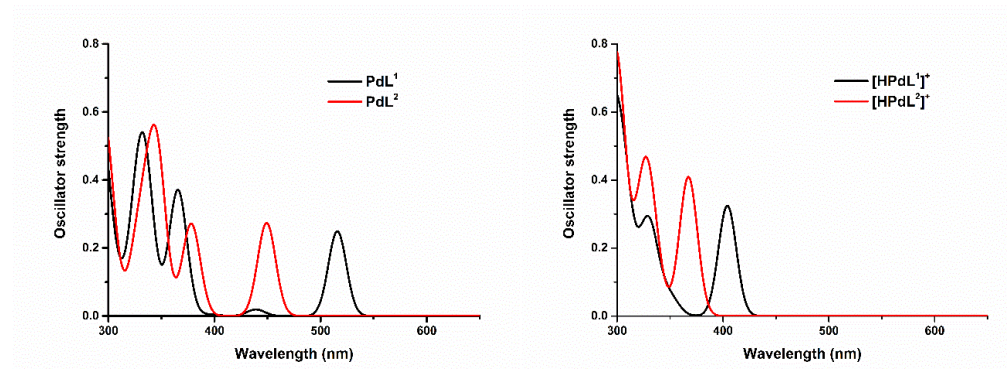 0.8
0.6
0.4
0.2
0.0
300
400
500
600
Oscillator strength
Wavelength (nm)
PdL¹
PdL²
0.8
0.6
0.4
0.2
0.0
300
400
500
600
Oscillator strength
Wavelength (nm)
[HPdL¹]⁺
[HPdL²]⁺